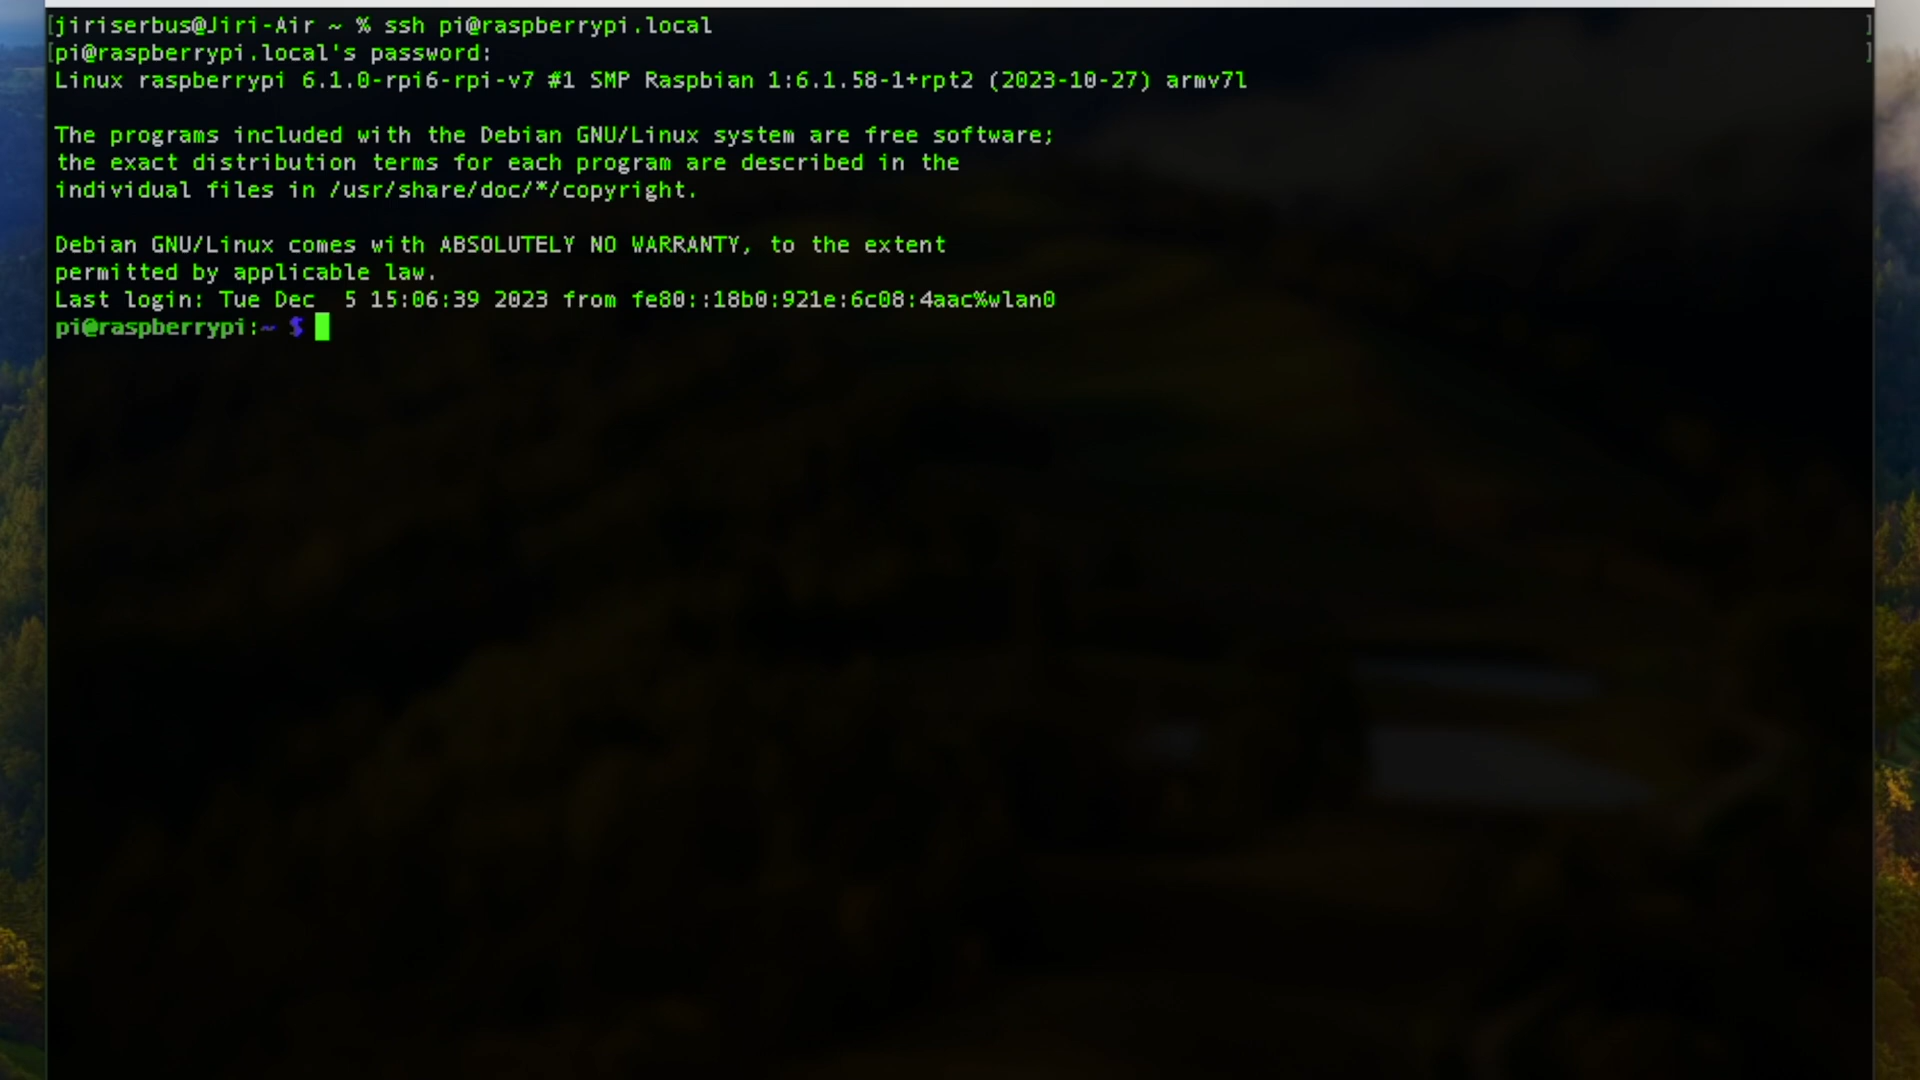 [jiriserbus@Jiri-Air ~ % ssh pi@raspberrypi.local ]
[pi@raspberrypi.local's password: ]
Linux raspberrypi 6.1.0-rpi6-rpi-v7 #1 SMP Raspbian 1:6.1.58-1+rpt2 (2023-10-27) armv7l
The programs included with the Debian GNU/Linux system are free software;
the exact distribution terms for each program are described in the
individual files in /usr/share/doc/*/copyright.
Debian GNU/Linux comes with ABSOLUTELY NO WARRANTY, to the extent
permitted by applicable law.
Last login: Tue Dec  5 15:06:39 2023 from fe80::18b0:921e:6c08:4aac%wlan0
pi@raspberrypi:~ $